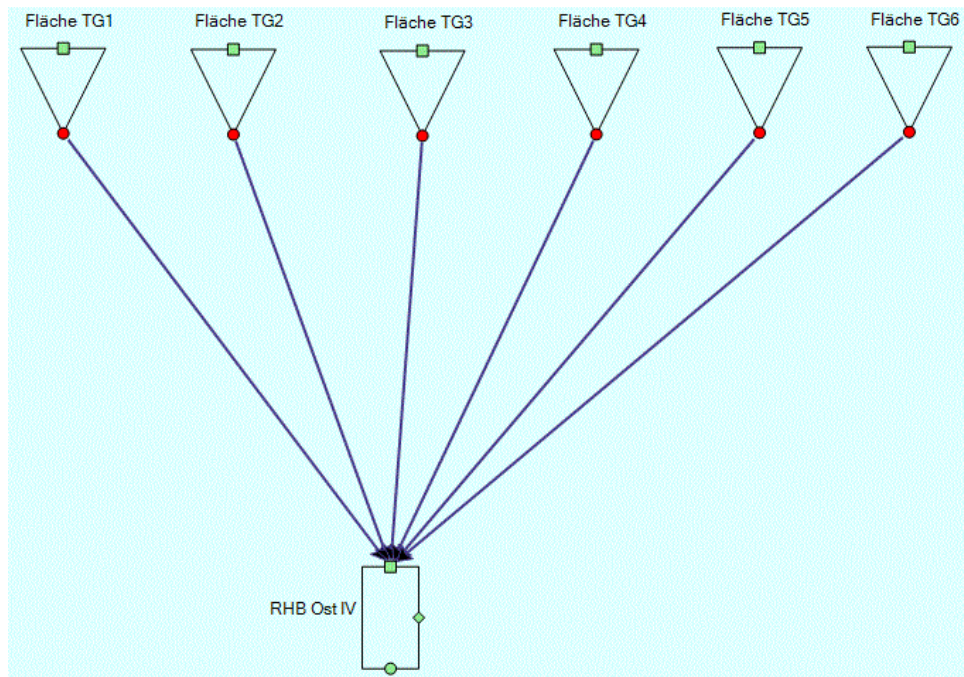 Fläche TG1
Fläche TG2
Fläche TG3
Fläche TG4
Fläche TG5
Fläche TG6
RHB Ost IV